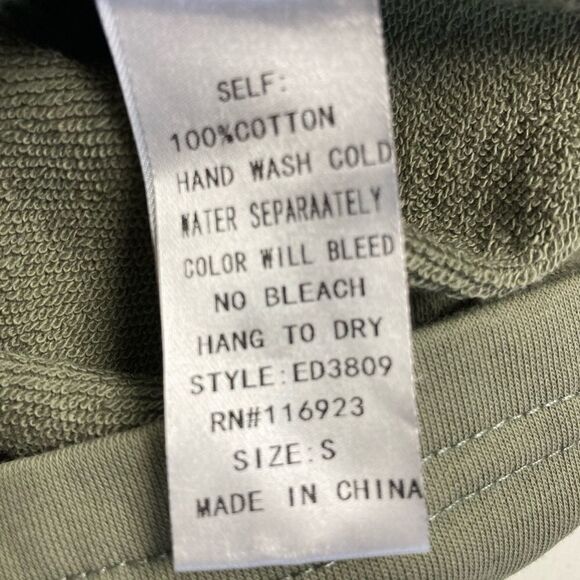 SELF:
100%COTTON
HAND WASH COLD
WATER SEPARAATELY
COLOR WILL BLEED
NO BLEACH
HANG TO DRY
STYLE:ED3809
RN#116923
SIZE:S
MADE IN CHINA